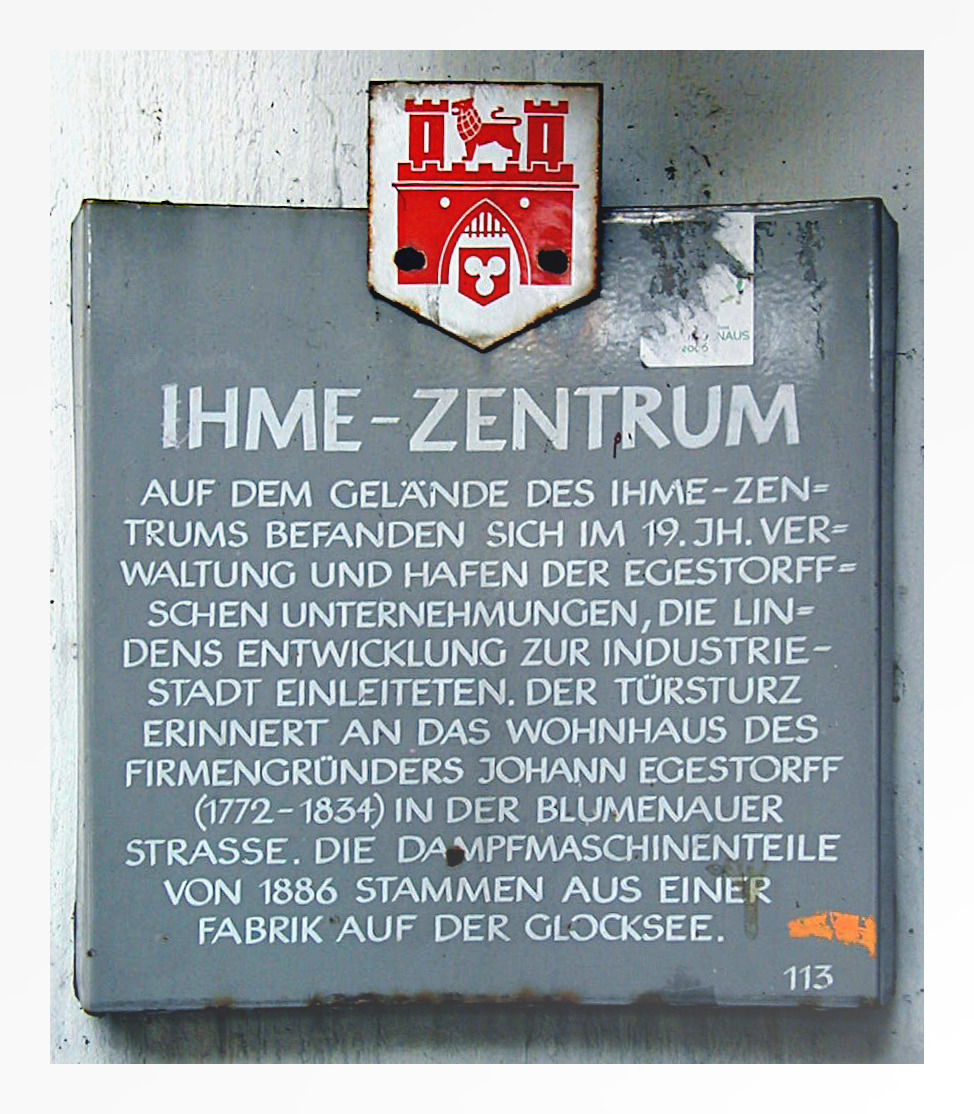 NAUS
2006
IHME-ZENTRUM
AUF DEM GELÄNDE DES IHME-ZEN=
TRUMS BEFANDEN SICH IM 19. JH. VER=
WALTUNG UND HAFEN DER EGESTORFF=
SCHEN UNTERNEHMUNGEN, DIE LIN=
DENS ENTWICKLUNG ZUR INDUSTRIE-
STADT EINLEITETEN. DER TÜRSTURZ
ERINNERT AN DAS WOHNHAUS DES
FIRMENGRÜNDERS JOHANN EGESTORFF
(1772-1834) IN DER BLUMENAUER
STRASSE. DIE DAMPFMASCHINENTEILE
VON 1886 STAMMEN AUS EINER
FABRIK AUF DER GLOCKSEE.
113